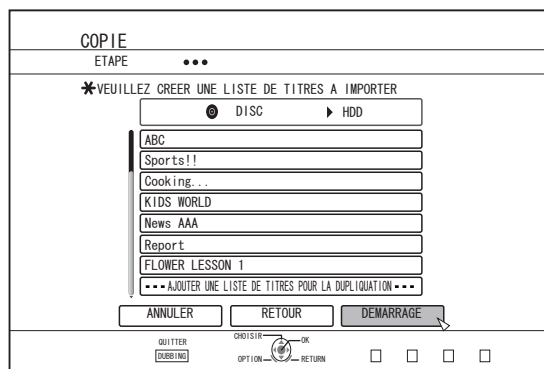 COPIE
ETAPE
VEUILLEZ CREER UNE LISTE DE TITRES A IMPORTER
DISC ▶ HDD
ABC
Sports!!
Cooking...
KIDS WORLD
News AAA
Report
FLOWER LESSON 1
--- AJOUTER UNE LISTE DE TITRES POUR LA DUPLIQUATION ---
ANNULER RETOUR DEMARRAGE
QUITTER CHOISIR OK
DUBBING OPTION RETURN